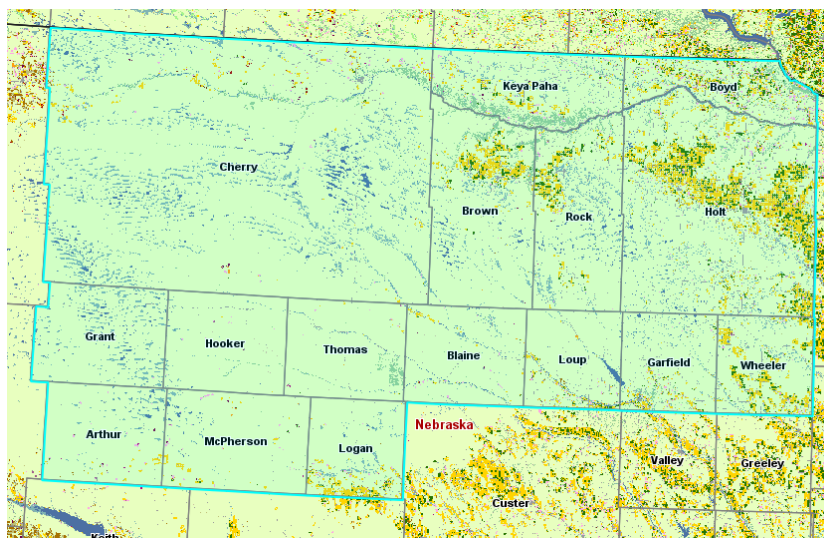 Keya Paha
Boyd
Cherry
Brown
Rock
Holt
Grant
Hooker
Thomas
Blaine
Loup
Garfield
Wheeler
Arthur
McPherson
Logan
Nebraska
Valley
Greeley
Custer
Keith